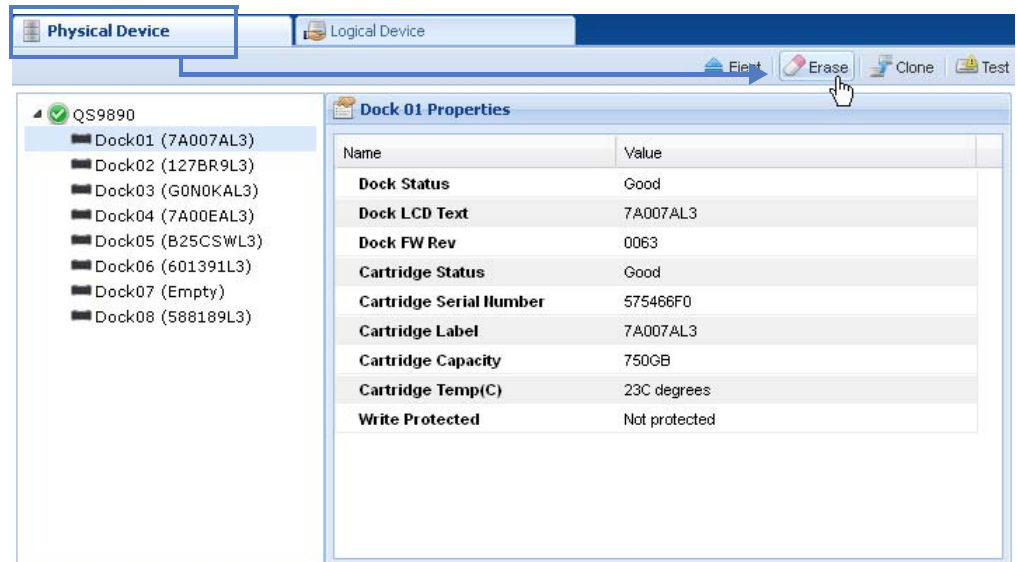 Physical Device
Logical Device
Eject
Erase
Clone
Test
QS9890
Dock01 (7A007AL3)
Dock02 (127BR9L3)
Dock03 (G0N0KAL3)
Dock04 (7A00EAL3)
Dock05 (B25CSWL3)
Dock06 (601391L3)
Dock07 (Empty)
Dock08 (588189L3)
Dock 01 Properties
Name Value
Dock Status Good
Dock LCD Text 7A007AL3
Dock FW Rev 0063
Cartridge Status Good
Cartridge Serial Number 575466F0
Cartridge Label 7A007AL3
Cartridge Capacity 750GB
Cartridge Temp(C) 23C degrees
Write Protected Not protected